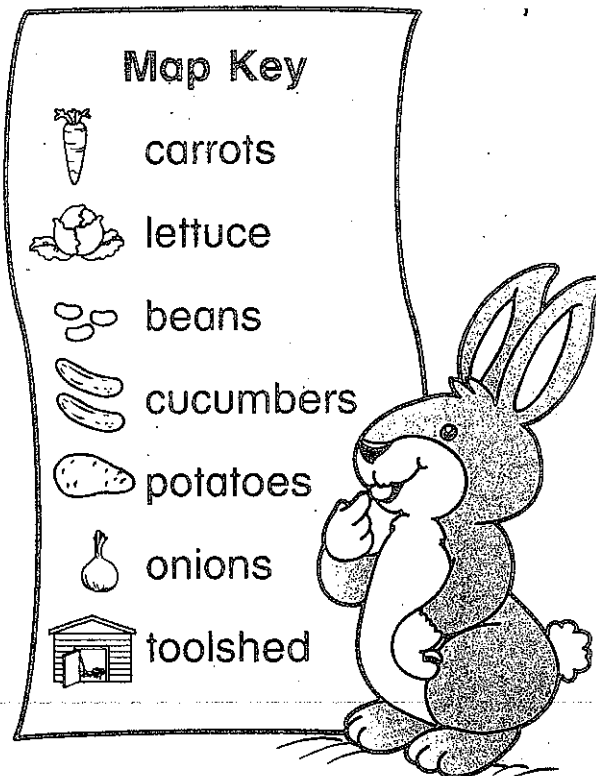 Map Key
carrots
lettuce
beans
cucumbers
potatoes
onions
toolshed